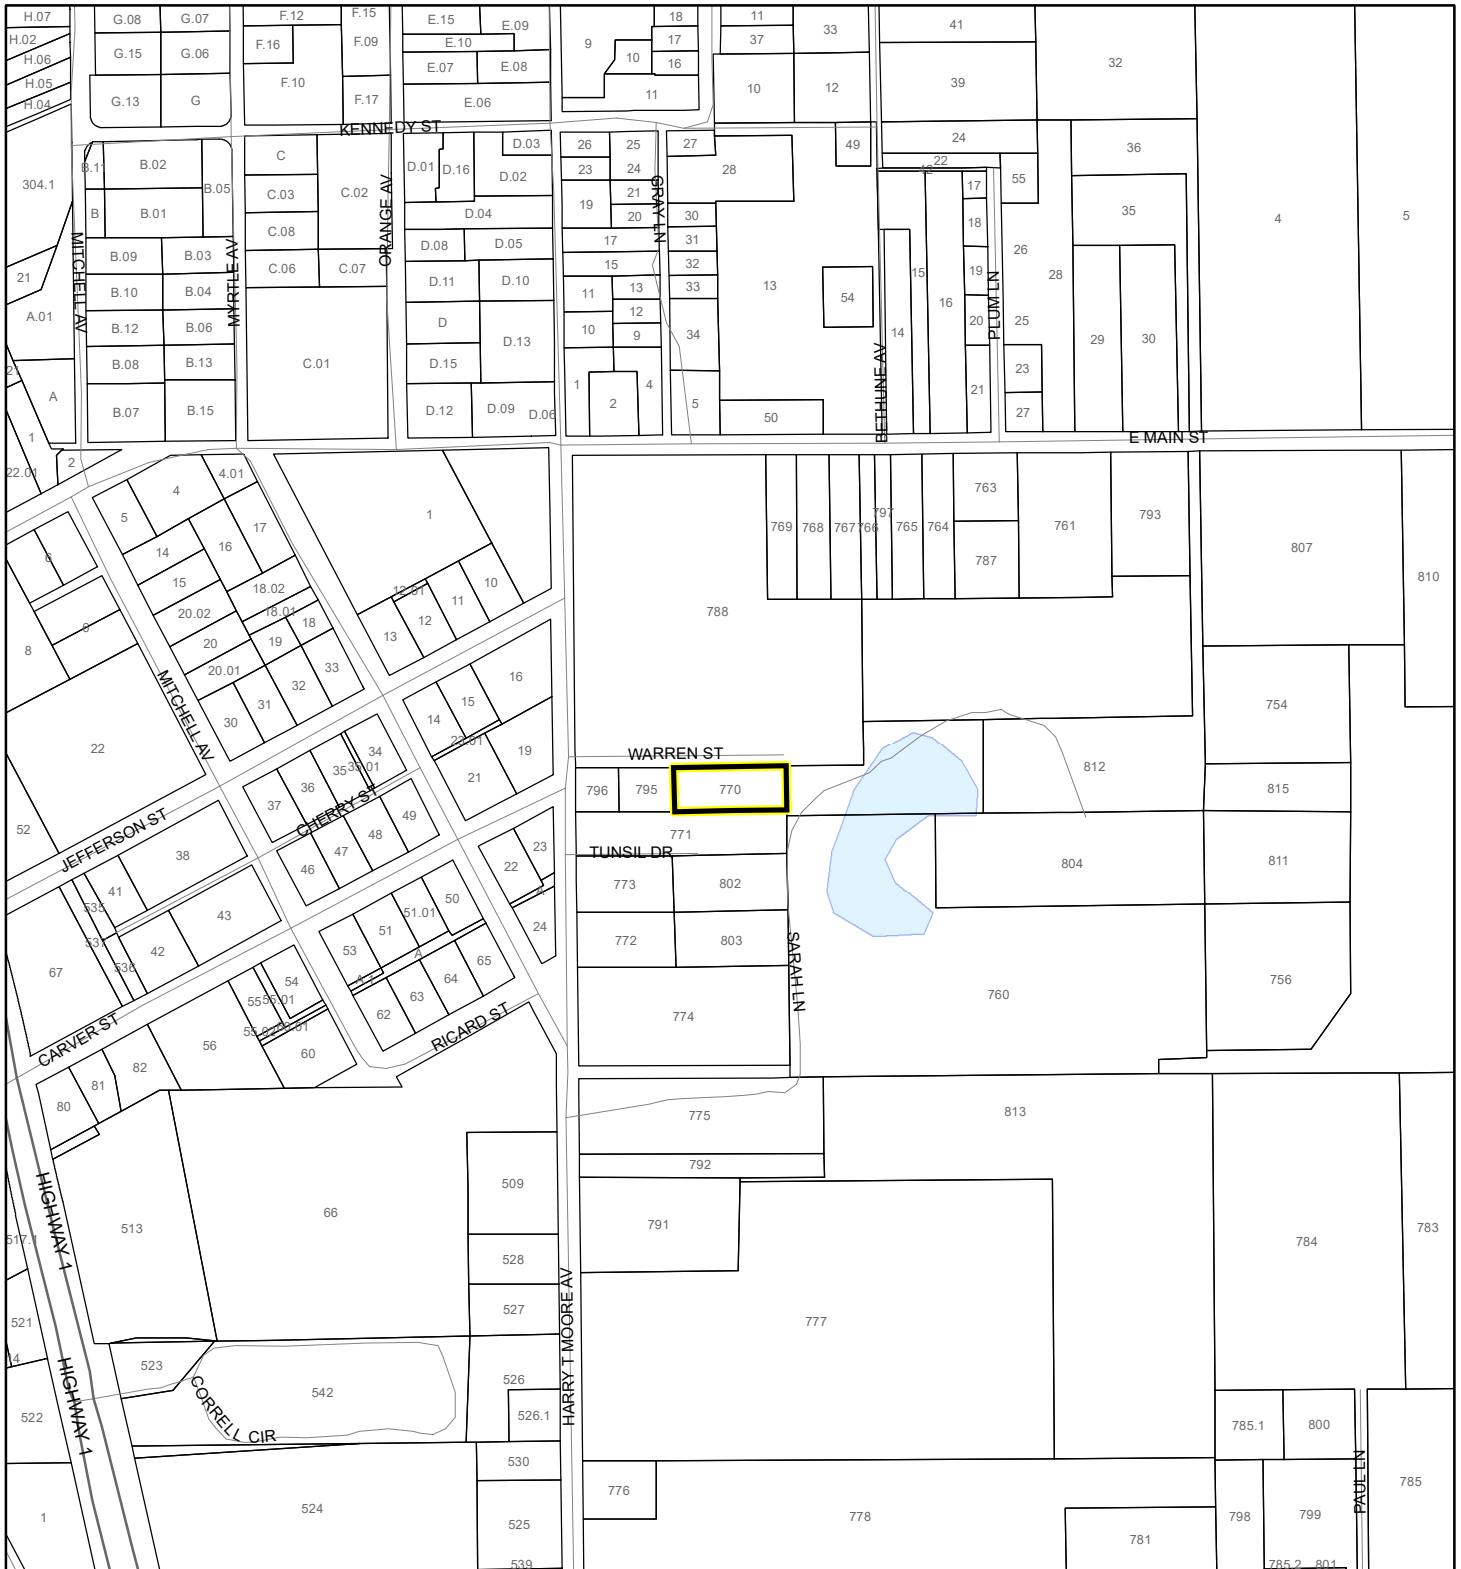 H.07
G.08
G.07
F.12
F.15
E.15
E.09
18
11
33
41
H.02
F.16
F.09
E.10
9
17
37
H.06
G.15
G.06
E.07
E.08
10
16
32
H.05
F.10
10
12
39
H.04
G.13
G
F.17
E.06
11
KENNEDY ST
4
5
304.1
B.11
B.02
C
D.01
D.16
D.03
26
25
27
28
49
24
36
22
B.05
C.03
C.02
D.02
23
24
GRAY LN
55
B
B.01
D.04
19
21
17
35
C.08
20
30
18
MITCHELL AV
MYRTLE AV
ORANGE AV
B.09
B.03
D.08
D.05
17
31
26
21
C.06
C.07
15
32
15
16
19
28
B.10
B.04
D.11
D.10
11
13
33
13
54
A.01
12
PLUM LN
B.12
B.06
D
10
9
34
14
20
25
29
30
D.13
B.08
B.13
C.01
D.15
BETHUNE AV
23
A
1
2
4
5
21
B.07
B.15
D.12
D.09
D.06
50
27
1
E MAIN ST
22.01
2
4.01
4
763
5
17
1
769
768
767
766
797
765
764
761
793
807
14
16
787
6
15
18.02
12.01
10
810
20.02
18.01
11
788
9
20
18
12
13
8
19
20.01
33
32
16
31
15
754
MITCHELL AV
30
14
22
34
23.01
19
WARREN ST
35
35.01
812
36
21
796
795
770
815
37
CHERRY ST
49
52
JEFFERSON ST
48
771
38
47
23
TUNSIL DR
46
22
804
811
41
773
802
535
50
43
51.01
24
537
51
42
53
772
803
536
SARAH LN
67
A
65
54
64
760
756
55
55.01
63
62
774
CARVER ST
RICARD ST
56
60
82
81
80
775
813
792
509
513
66
791
783
784
HIGHWAY 1
528
527
521
HARRY T MOORE AV
777
523
526
542
522
HIGHWAY 1
CORRELL CIR
526.1
785.1
800
530
PAUL LN
776
785
524
1
525
778
798
799
781
539
785.2
801